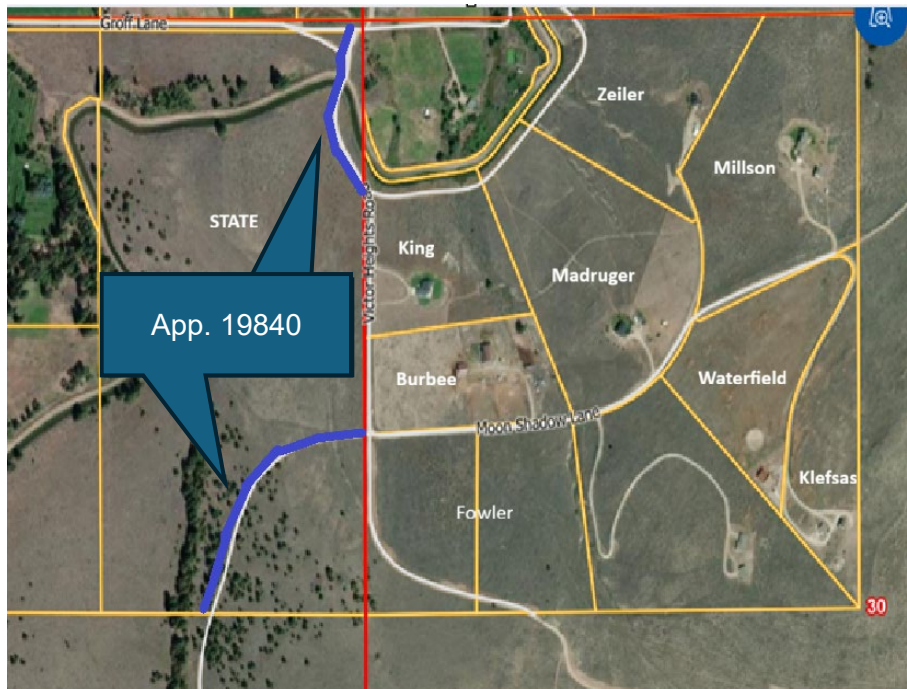 Groff Lane
Zeiler
Millson
STATE
Victor Heights Road
King
Madruger
App. 19840
Burbee
Waterfield
Moon Shadow Lane
Klefsas
Fowler
30